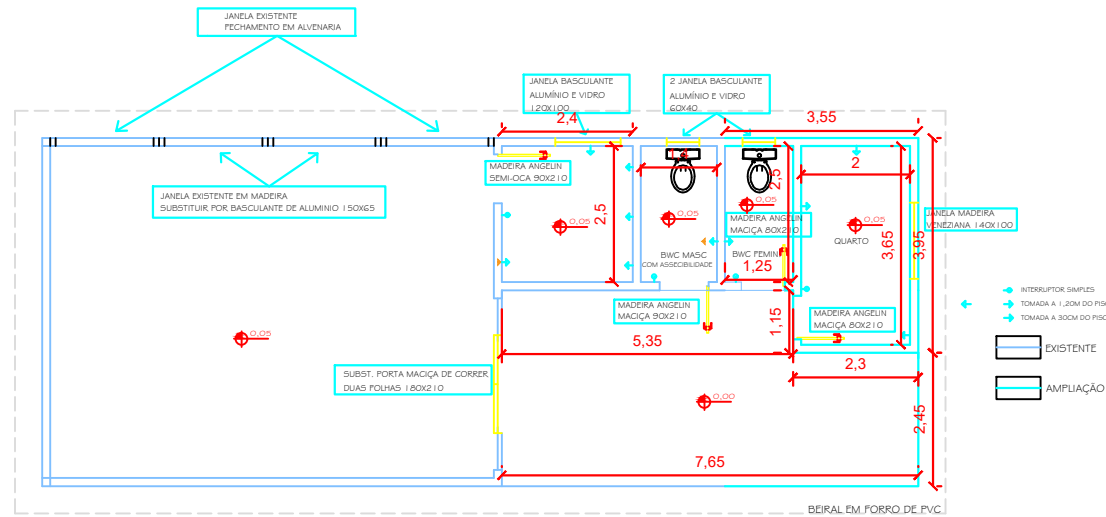 JANELA EXISTENTE
FECHAMENTO EM ALVENARIA
JANELA BASCULANTE
ALUMÍNIO E VIDRO
120X100
2 JANELA BASCULANTE
ALUMÍNIO E VIDRO
60X40
2,4
3,55
MADEIRA ANGELIN
SEMI-OCA 90X210
JANELA EXISTENTE EM MADEIRA
SUBSTITUIR POR BASCULANTE DE ALUMINIO 150X65
2,5
2,5
2
0,05
0,05
0,05
0,05
MADEIRA ANGELIN
MACIÇA 80X210
JANELA MADEIRA
VENEZIANA 140X100
QUARTO
3,65
3,95
BWC MASC
COM ASSECIBILIDADE
BWC FEMIN
1,25
INTERRUPTOR SIMPLES
TOMADA A 1,20M DO PISO
TOMADA A 30CM DO PISC
MADEIRA ANGELIN
MACIÇA 90X210
1,15
MADEIRA ANGELIN
MACIÇA 80X210
0,05
5,35
EXISTENTE
SUBST. PORTA MACIÇA DE CORRER
DUAS FOLHAS 180X210
2,3
AMPLIAÇÃO
0,00
2,45
7,65
BEIRAL EM FORRO DE PVC